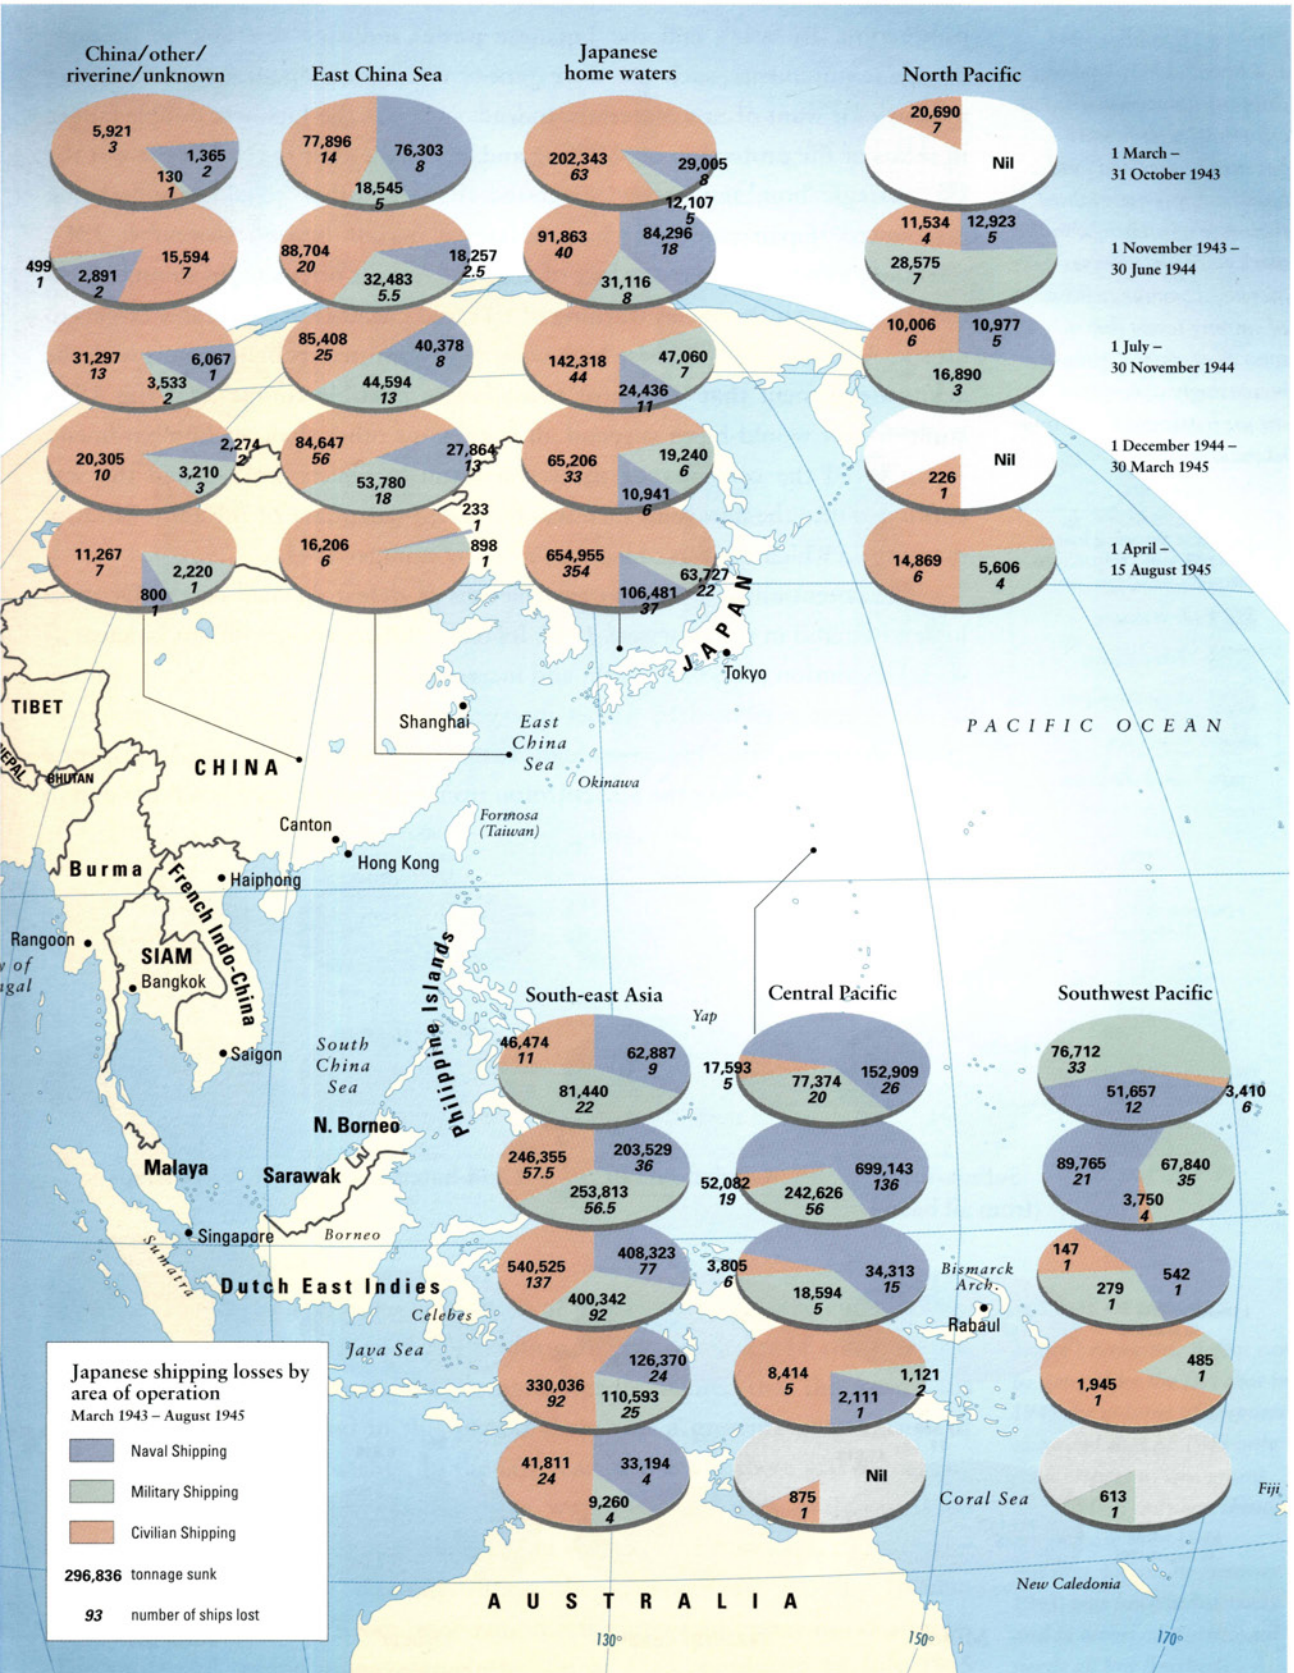 China/other/
riverine/unknown
East China Sea
Japanese
home waters
North Pacific
5,921
3
1,365
2
130
1
77,896
14
76,303
8
18,545
5
202,343
63
29,005
8
12,107
5
20,690
7
Nil
1 March –
31 October 1943
499
1
2,891
2
15,594
7
88,704
20
18,257
2.5
32,483
5.5
91,863
40
84,296
18
31,116
8
11,534
4
12,923
5
28,575
7
1 November 1943 –
30 June 1944
31,297
13
6,067
1
3,533
2
85,408
25
40,378
8
44,594
13
142,318
44
47,060
7
24,436
11
10,006
6
10,977
5
16,890
3
1 July –
30 November 1944
20,305
10
2,274
2
3,210
3
84,647
56
27,864
13
53,780
18
65,206
33
19,240
6
10,941
6
226
1
Nil
1 December 1944 –
30 March 1945
11,267
7
2,220
1
800
1
16,206
6
233
1
898
1
654,955
354
63,727
22
106,481
37
14,869
6
5,606
4
1 April –
15 August 1945
JAPAN
Tokyo
TIBET
NEPAL
BHUTAN
CHINA
Shanghai
East
China
Sea
Okinawa
PACIFIC OCEAN
Canton
Formosa
(Taiwan)
Hong Kong
Burma
Haiphong
French Indo-China
Rangoon
SIAM
Bangkok
Saigon
South
China
Sea
Philippine Islands
Yap
N. Borneo
Malaya
Sarawak
Singapore
Borneo
Sumatra
Dutch East Indies
Celebes
Java Sea
Bismarck
Arch.
Rabaul
Coral Sea
Fiji
New Caledonia
AUSTRALIA
130°
150°
170°
South-east Asia
Central Pacific
Southwest Pacific
46,474
11
62,887
9
81,440
22
17,593
5
77,374
20
152,909
26
76,712
33
51,657
12
3,410
6
246,355
57.5
203,529
36
253,813
56.5
52,082
19
242,626
56
699,143
136
89,765
21
67,840
35
3,750
4
540,525
137
408,323
77
400,342
92
3,805
6
18,594
5
34,313
15
147
1
279
1
542
1
330,036
92
126,370
24
110,593
25
8,414
5
1,121
2
2,111
1
1,945
1
485
1
41,811
24
33,194
4
9,260
4
875
1
Nil
613
1
Japanese shipping losses by
area of operation
March 1943 – August 1945
Naval Shipping
Military Shipping
Civilian Shipping
296,836 tonnage sunk
93 number of ships lost